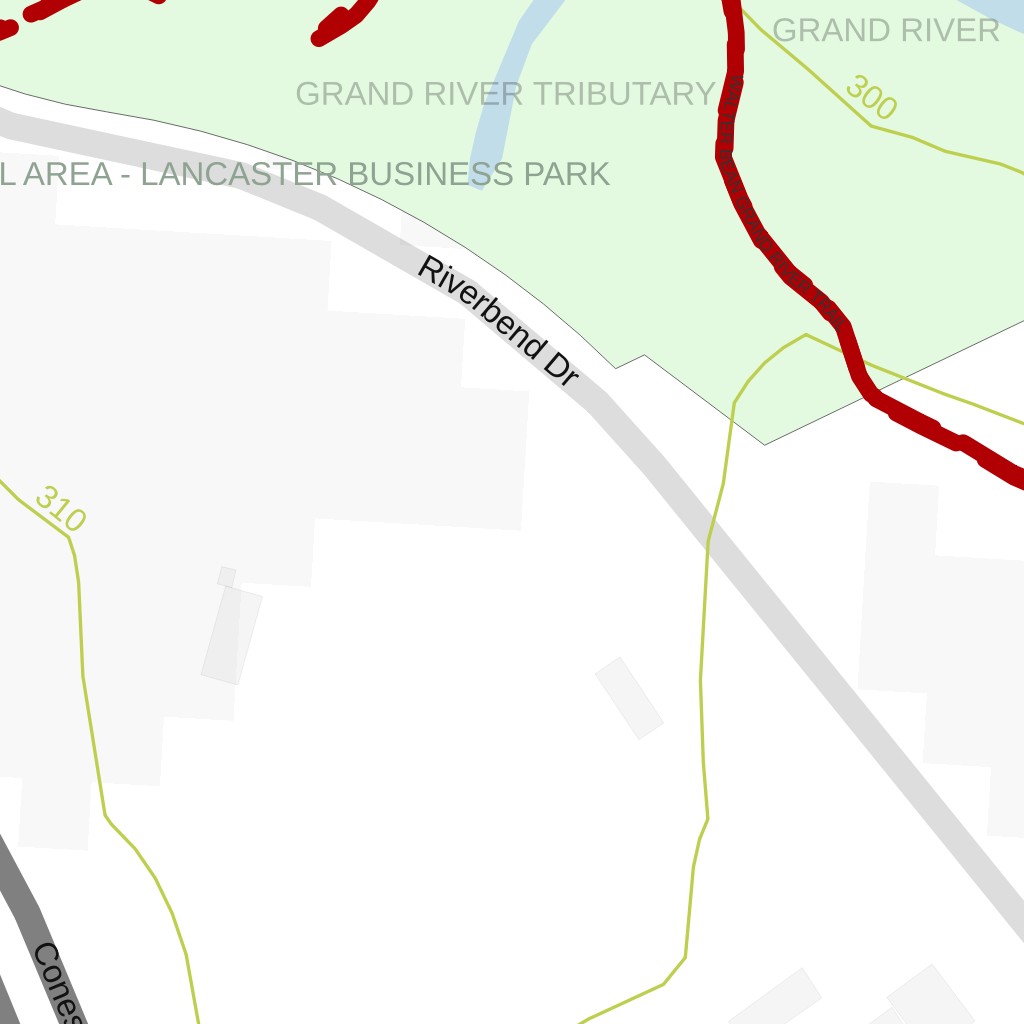 GRAND RIVER
300
GRAND RIVER TRIBUTARY
L AREA - LANCASTER BUSINESS PARK
Riverbend Dr
310
Cones